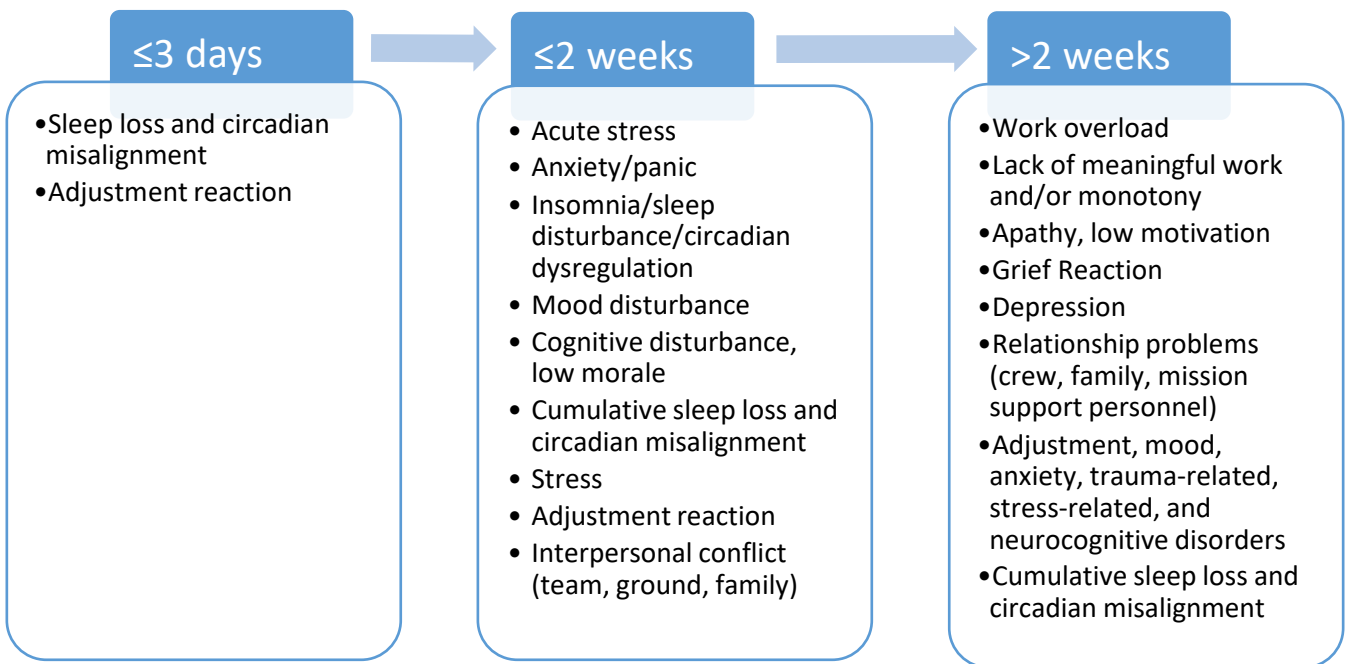 ≤3 days
•Sleep loss and circadian
misalignment
•Adjustment reaction
≤2 weeks
• Acute stress
• Anxiety/panic
• Insomnia/sleep
disturbance/circadian
dysregulation
• Mood disturbance
• Cognitive disturbance,
low morale
• Cumulative sleep loss and
circadian misalignment
• Stress
• Adjustment reaction
• Interpersonal conflict
(team, ground, family)
>2 weeks
•Work overload
•Lack of meaningful work
and/or monotony
•Apathy, low motivation
•Grief Reaction
•Depression
•Relationship problems
(crew, family, mission
support personnel)
•Adjustment, mood,
anxiety, trauma-related,
stress-related, and
neurocognitive disorders
•Cumulative sleep loss and
circadian misalignment